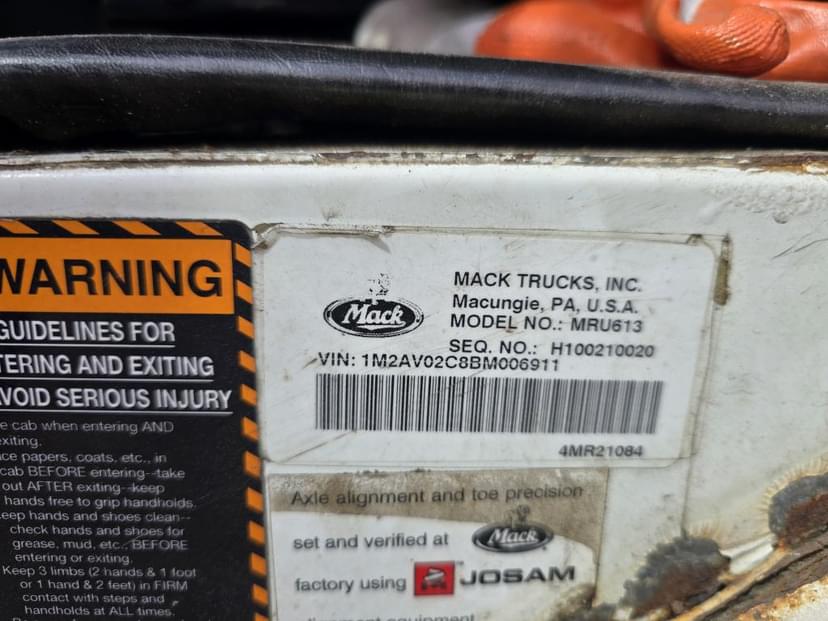 WARNING
GUIDELINES FOR
TERING AND EXITING
VOID SERIOUS INJURY
e cab when entering AND
exiting.
ce papers, coats, etc., in
cab BEFORE entering--take
out AFTER exiting--keep
hands free to grip handholds.
eep hands and shoes clean--
check hands and shoes for
grease, mud, etc., BEFORE
entering or exiting.
Keep 3 limbs (2 hands & 1 foot
or 1 hand & 2 feet) in FIRM
contact with steps and
handholds at ALL times.
Mack
MACK TRUCKS, INC.
Macungie, PA, U.S.A.
MODEL NO.: MRU613
SEQ. NO.: H100210020
VIN: 1M2AV02C8BM006911
4MR21084
Axle alignment and toe precision
set and verified at Mack
factory using JOSAM
alignment equipment